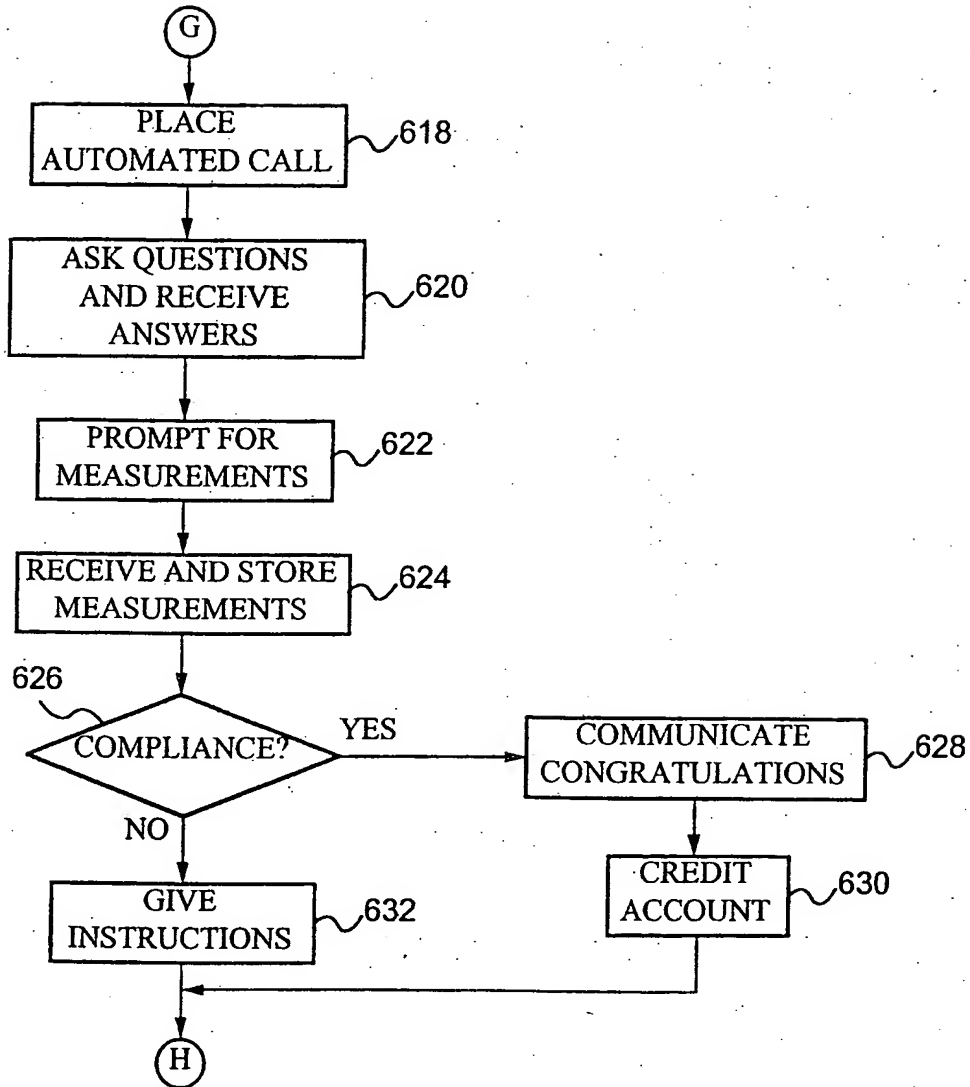 G
PLACE
AUTOMATED CALL
618
ASK QUESTIONS
AND RECEIVE
ANSWERS
620
PROMPT FOR
MEASUREMENTS
622
RECEIVE AND STORE
MEASUREMENTS
624
626
COMPLIANCE?
YES
NO
COMMUNICATE
CONGRATULATIONS
628
CREDIT
ACCOUNT
630
GIVE
INSTRUCTIONS
632
H